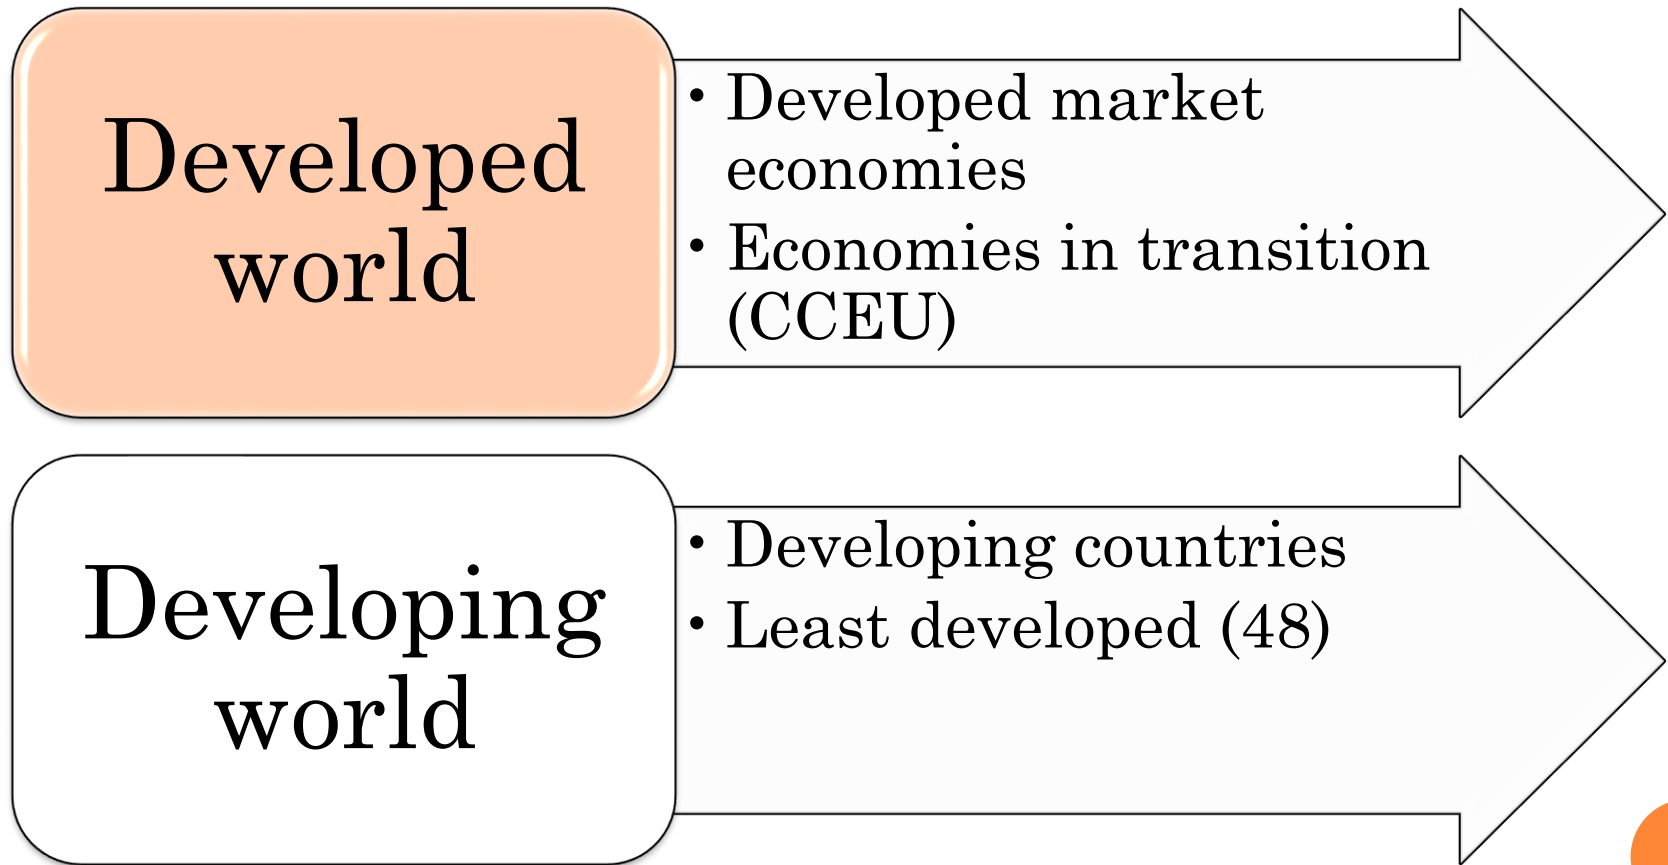 Developed
world
• Developed market
economies
• Economies in transition
(CCEU)
Developing
world
• Developing countries
• Least developed (48)